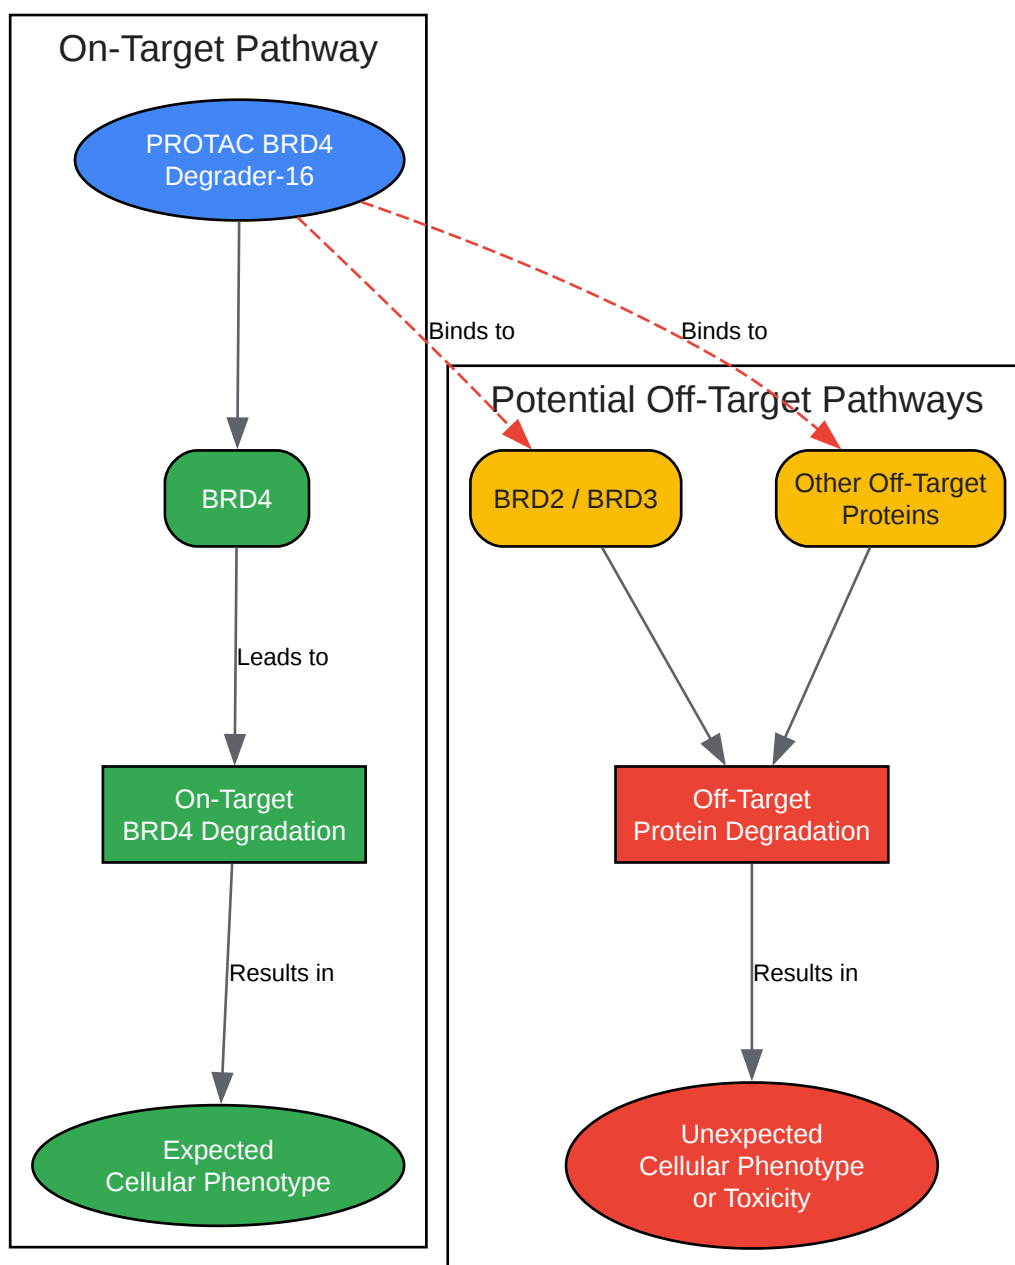 On-Target Pathway
PROTAC BRD4
Degrader-16
Binds to
Binds to
Potential Off-Target Pathways
BRD4
BRD2 / BRD3
Other Off-Target
Proteins
Leads to
On-Target
BRD4 Degradation
Off-Target
Protein Degradation
Results in
Results in
Expected
Cellular Phenotype
Unexpected
Cellular Phenotype
or Toxicity